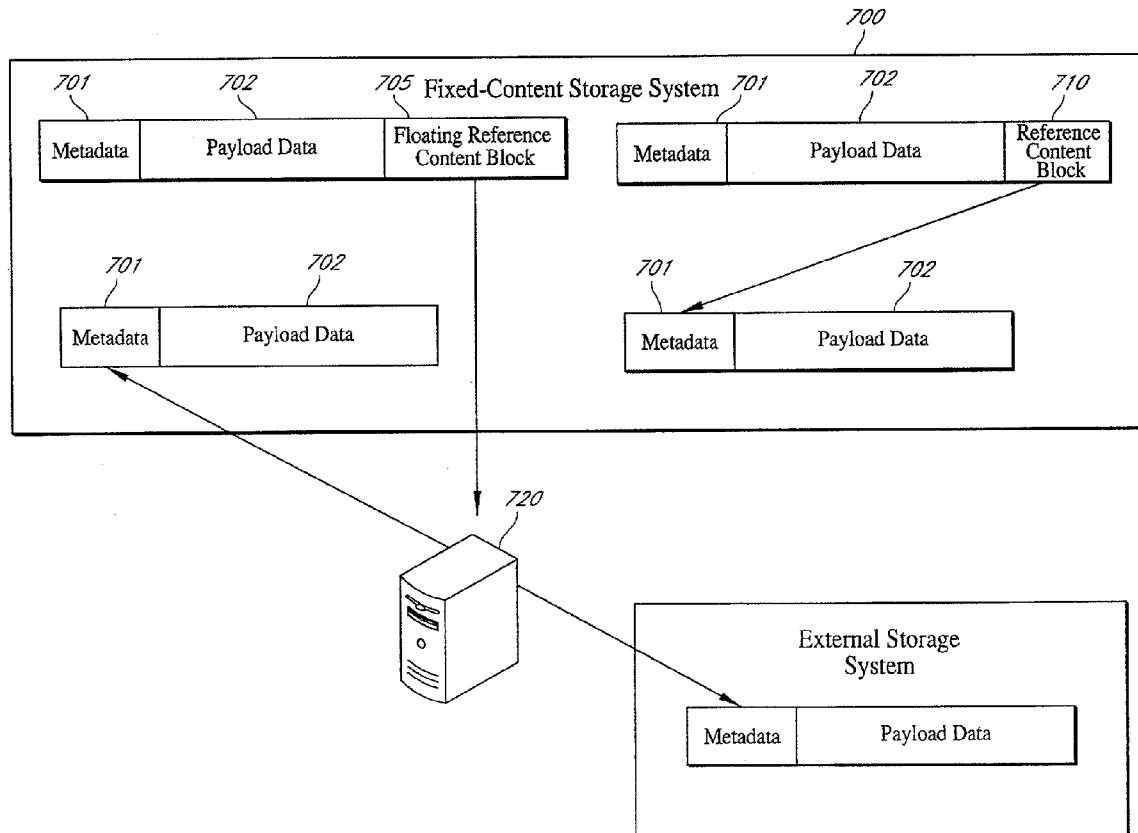 700
701
702
705
Fixed-Content Storage System
701
702
710
Metadata
Payload Data
Floating Reference
Content Block
Metadata
Payload Data
Reference
Content
Block
701
702
701
702
Metadata
Payload Data
Metadata
Payload Data
720
External Storage
System
Metadata
Payload Data